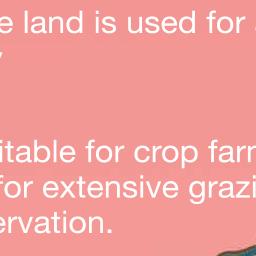 e land is used for
itable for crop farm
for extensive grazi
ervation.